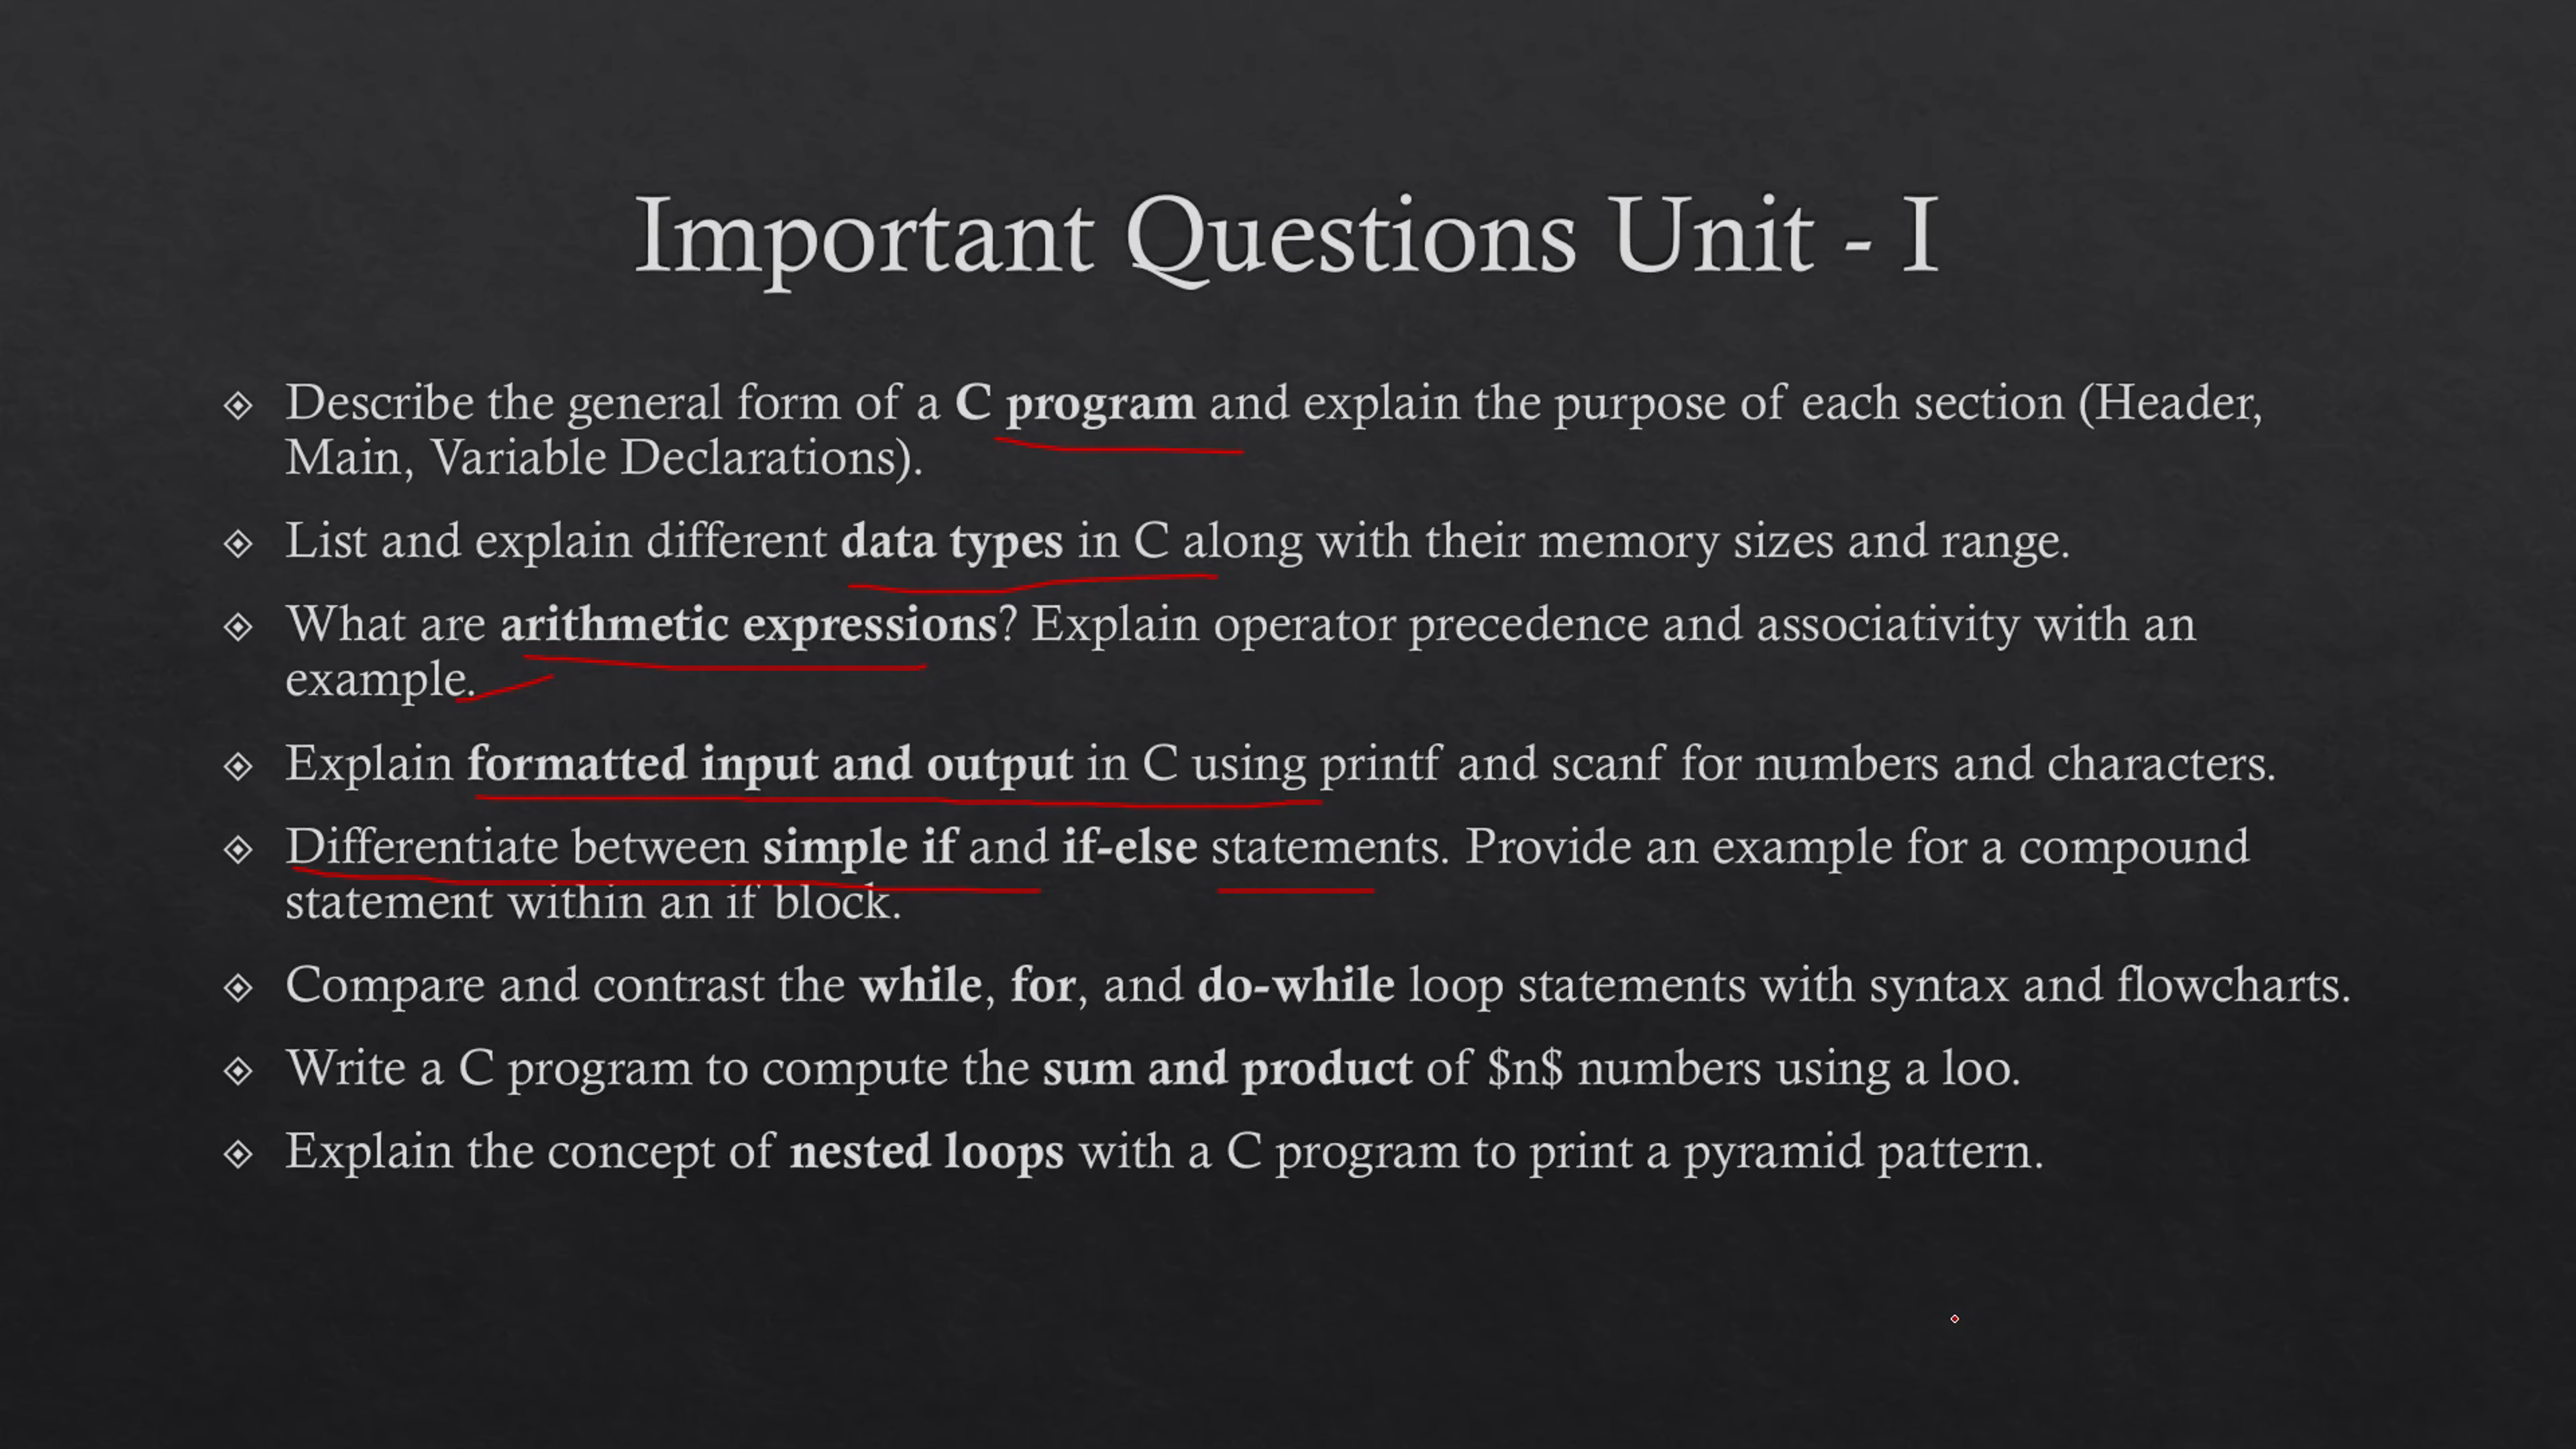 Important Questions Unit - I
Describe the general form of a C program and explain the purpose of each section (Header,
Main, Variable Declarations).
List and explain different data types in C along with their memory sizes and range.
What are arithmetic expressions? Explain operator precedence and associativity with an
example.
Explain formatted input and output in C using printf and scanf for numbers and characters.
Differentiate between simple if and if-else statements. Provide an example for a compound
statement within an if block.
Compare and contrast the while, for, and do-while loop statements with syntax and flowcharts.
Write a C program to compute the sum and product of $n$ numbers using a loo.
Explain the concept of nested loops with a C program to print a pyramid pattern.